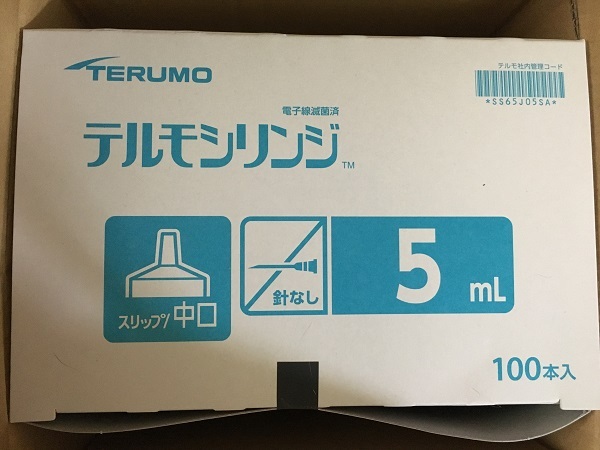 TERUMO
テルモ社内管理コード
*SS65J05SA*
電子線滅菌済
テルモシリンジ™
スリップ/中口
針なし
5 mL
100本入